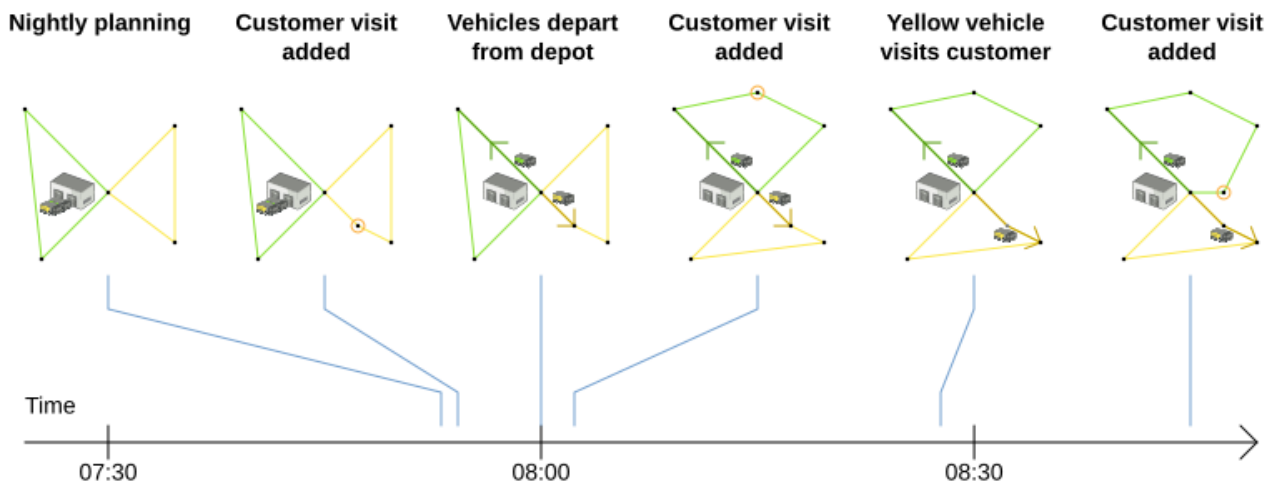 Nightly planning
Customer visit
added
Vehicles depart
from depot
Customer visit
added
Yellow vehicle
visits customer
Customer visit
added
Time
07:30
08:00
08:30